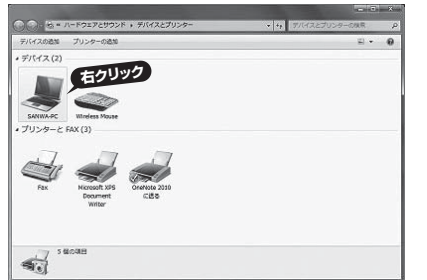 ハードウェアとサウンド ▸ デバイスとプリンター
デバイスとプリンターの検索
デバイスの追加 プリンターの追加
デバイス (2)
右クリック
SANWA-PC
Wireless Mouse
プリンターと FAX (3)
Fax
Microsoft XPS
Document
Writer
OneNote 2010
に送る
5 個の項目